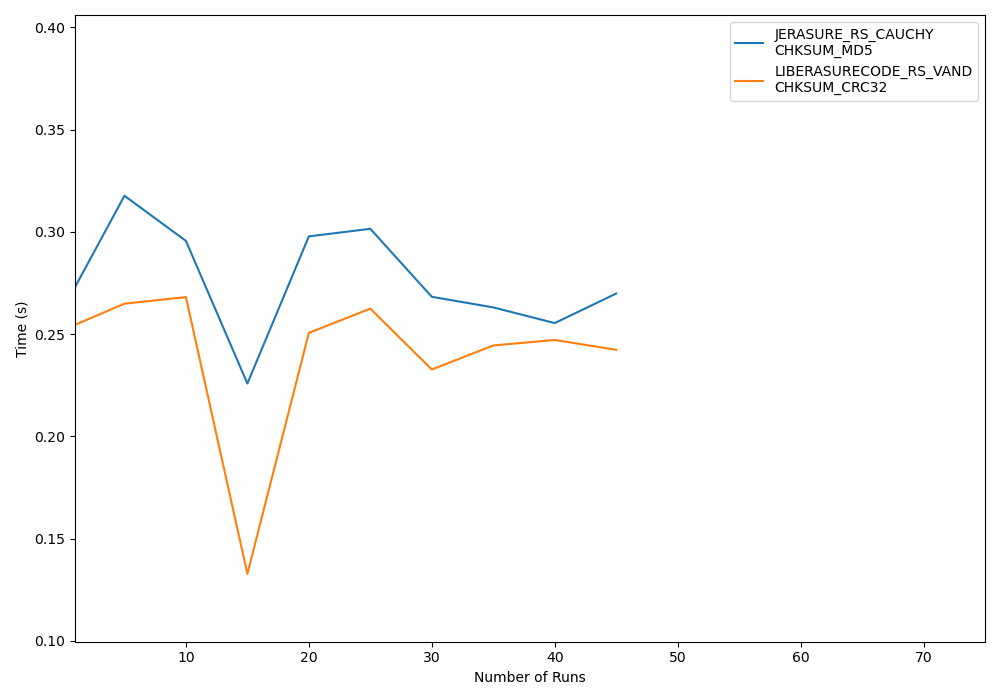 JERASURE_RS_CAUCHY
CHKSUM_MD5
LIBERASURECODE_RS_VAND
CHKSUM_CRC32
0.40
0.35
0.30
0.25
0.20
0.15
0.10
Time (s)
10 20 30 40 50 60 70
Number of Runs